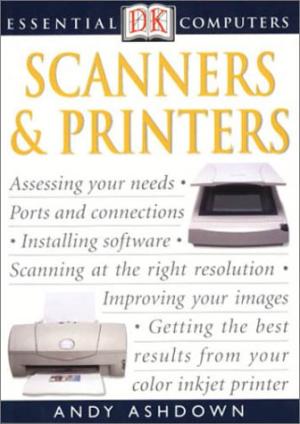 ESSENTIAL DK COMPUTERS
SCANNERS
& PRINTERS
Assessing your needs •
Ports and connections
• Installing software •
Scanning at the right resolution •
Improving your images
• Getting the best
results from your
color inkjet printer
ANDY ASHDOWN